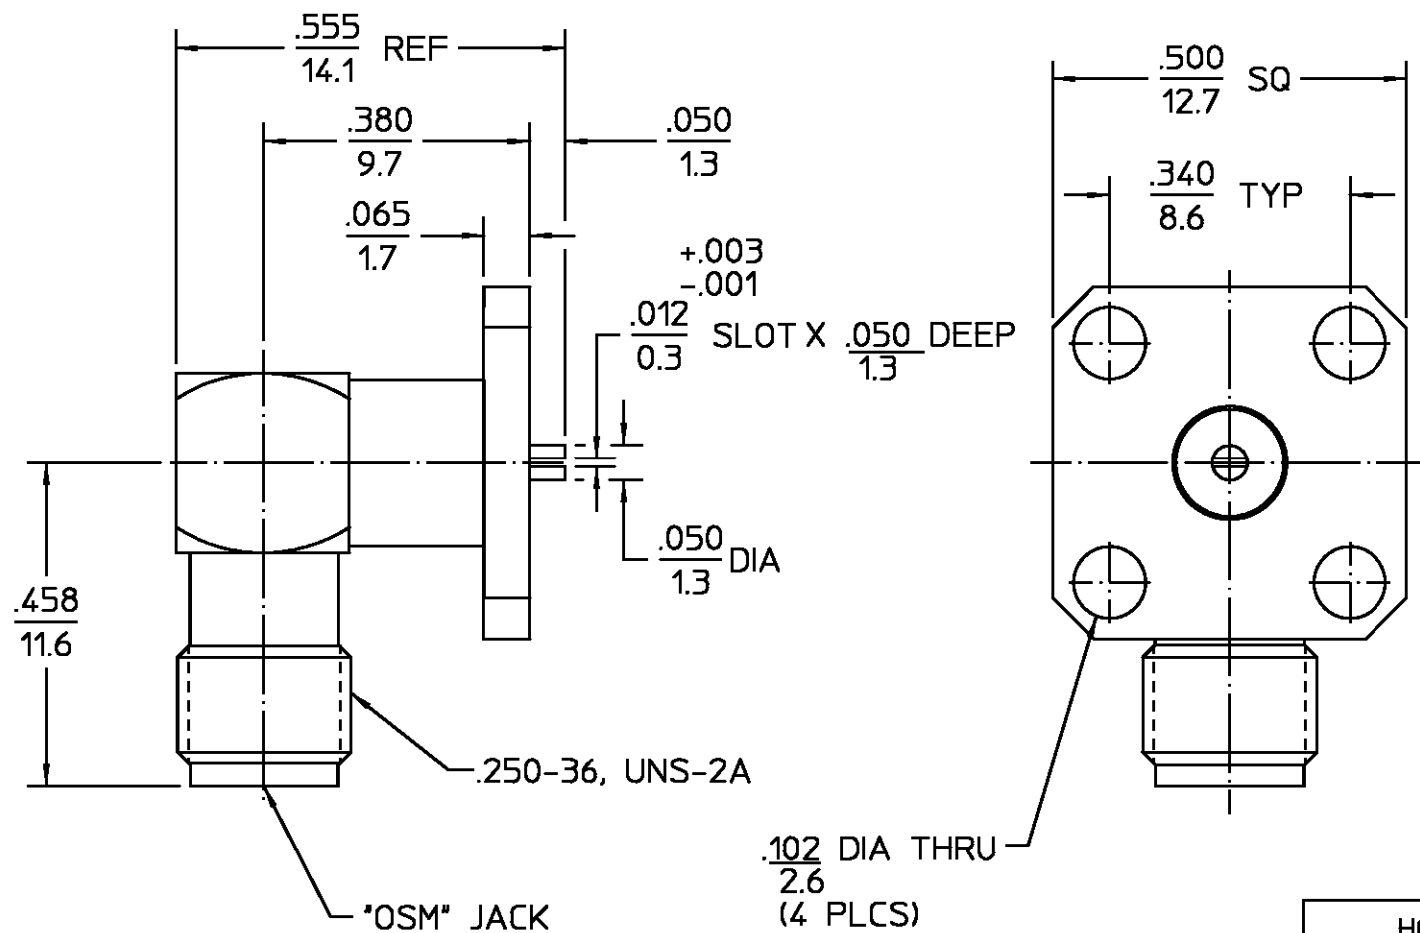 .555 REF
14.1
.380
9.7
.050
1.3
.065
1.7
+.003
-.001
.012 SLOT X .050 DEEP
0.3 1.3
.050 DIA
1.3
.458
11.6
.250-36, UNS-2A
"OSM" JACK
.500 SQ
12.7
.340 TYP
8.6
.102 DIA THRU
2.6
(4 PLCS)